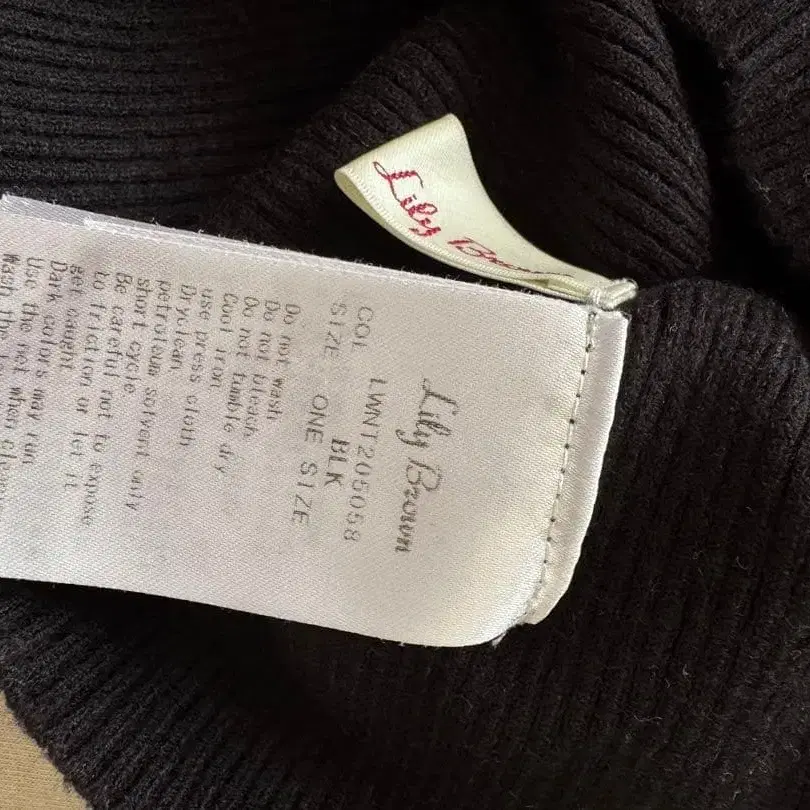 Lily
Lily Brown
LWNT205058
COL BLK
SIZE ONE SIZE
Do not wash
Do not bleach
Do not tumble dry
Cool iron
use press cloth
Dryclean
petroleum solvent only
short cycle
Be careful not to expose
to friction or let it
get caught
Dark colors may run
Use the net when
Wash the